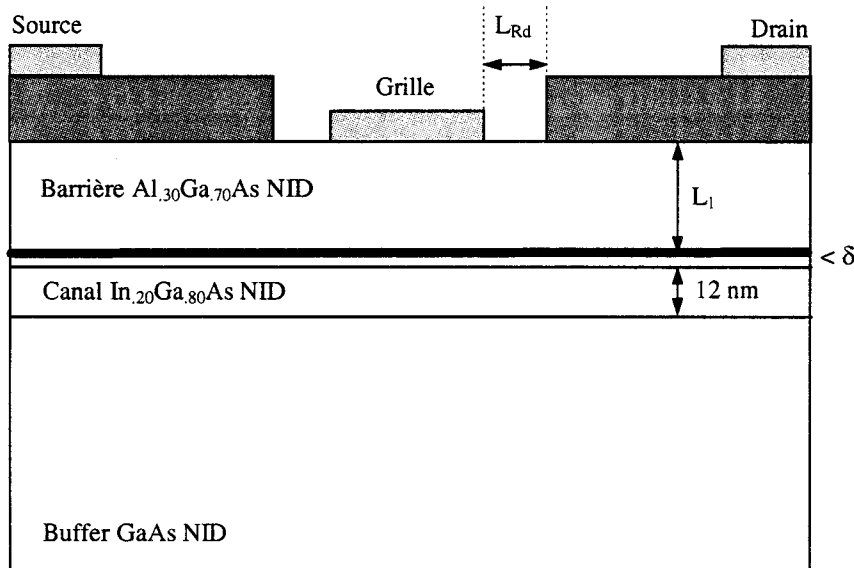 Source
L_Rd
Drain
Grille
Barrière Al.30Ga.70As NID
L1
< δ
Canal In.20Ga.80As NID
12 nm
Buffer GaAs NID